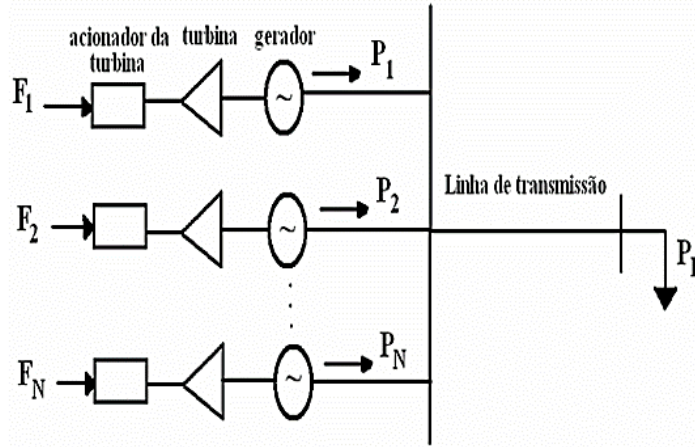 acionador da turbina
turbina
gerador
P1
F1
F2
P2
Linha de transmissão
FN
PN
~
~
~